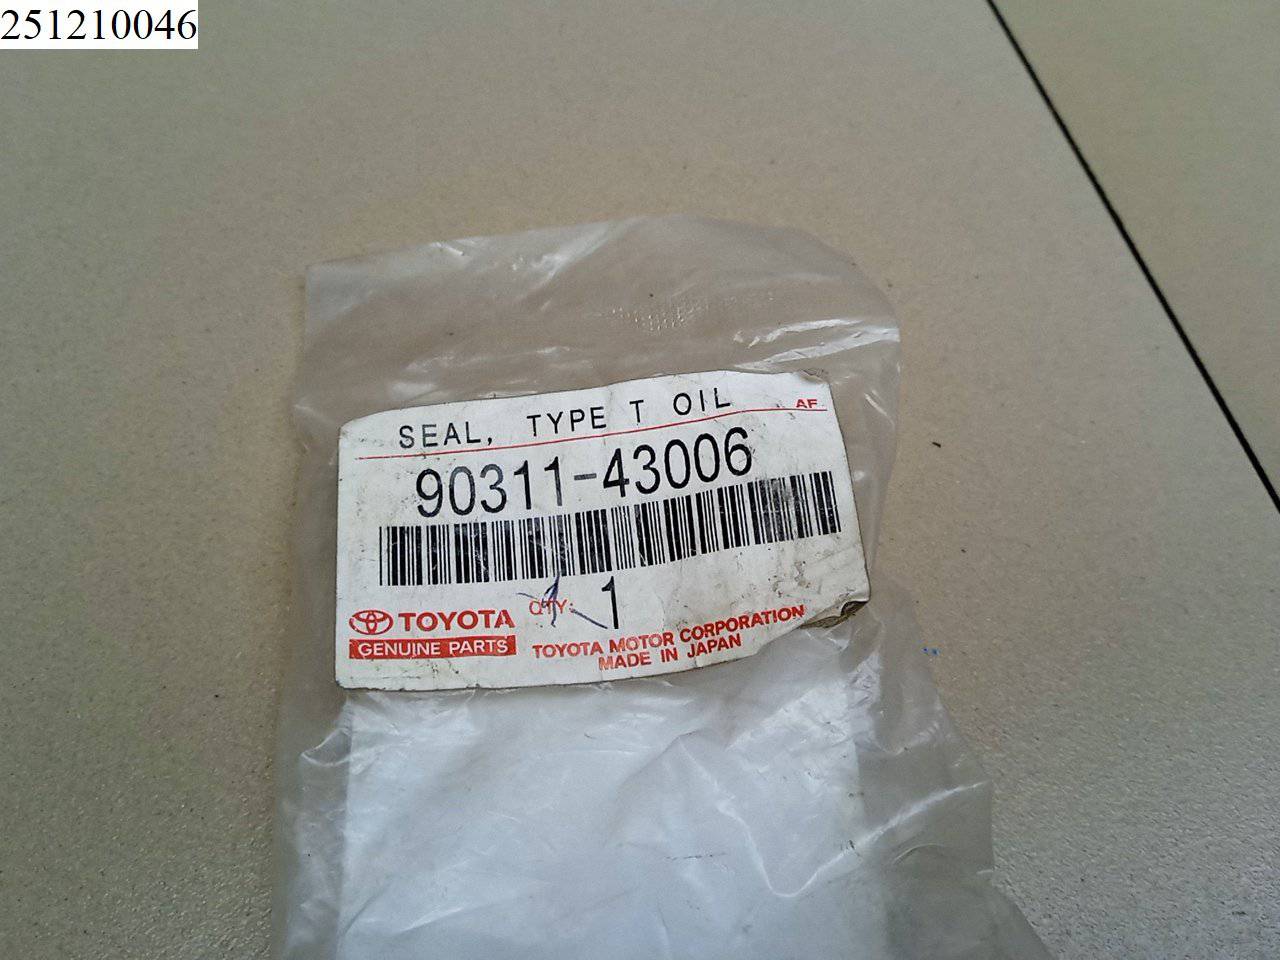 251210046
SEAL, TYPE T OIL
AF
90311-43006
QTY: 1
TOYOTA
GENUINE PARTS
TOYOTA MOTOR CORPORATION
MADE IN JAPAN